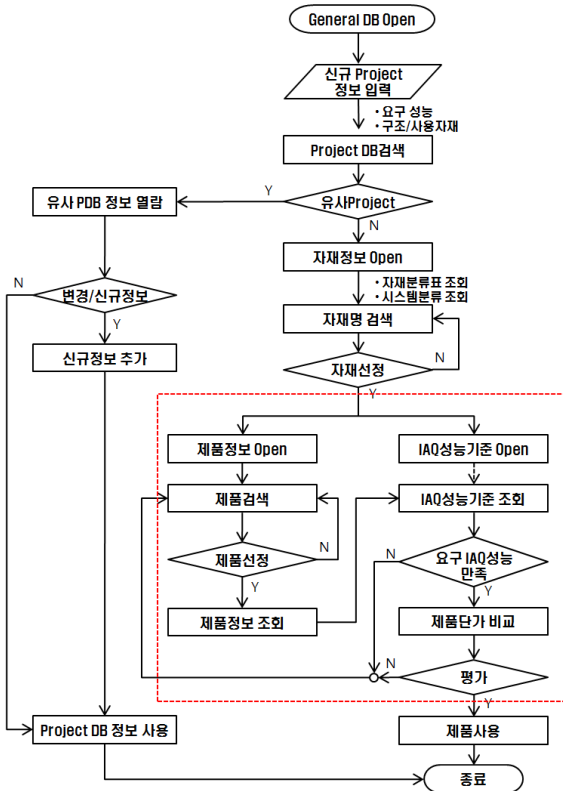 General DB Open
신규 Project
정보 입력
• 요구 성능
• 구조/사용자재
Project DB검색
유사Project
Y
N
유사 PDB 정보 열람
자재정보 Open
• 자재분류표 조회
• 시스템분류 조회
변경/신규정보
N
Y
자재명 검색
신규정보 추가
자재선정
N
Y
제품정보 Open
IAQ성능기준 Open
제품검색
IAQ성능기준 조회
제품선정
N
Y
요구 IAQ성능
만족
N
Y
제품정보 조회
제품단가 비교
평가
N
Y
Project DB 정보 사용
제품사용
종료